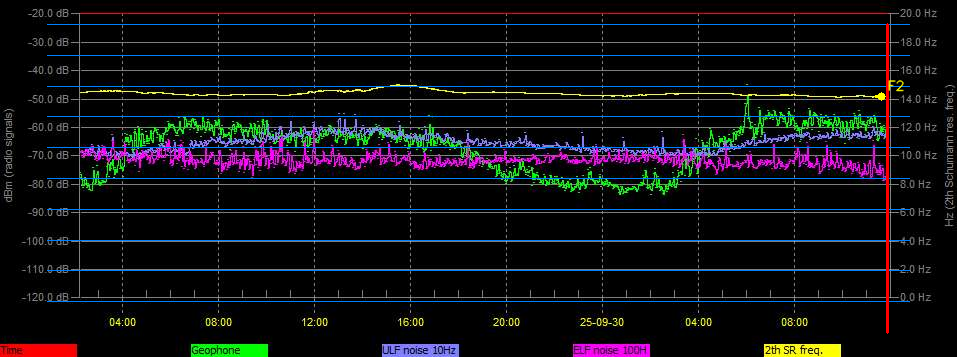 -20.0 dB
20.0 Hz
-30.0 dB
18.0 Hz
-40.0 dB
16.0 Hz
-50.0 dB
14.0 Hz
F2
-60.0 dB
12.0 Hz
-70.0 dB
10.0 Hz
-80.0 dB
8.0 Hz
-90.0 dB
6.0 Hz
-100.0 dB
4.0 Hz
-110.0 dB
2.0 Hz
-120.0 dB
0.0 Hz
dBm (radio signals)
Hz (2th Schumann res. freq.)
04:00 08:00 12:00 16:00 20:00 25-09-30 04:00 08:00
Time Geophone ULF noise 10Hz ELF noise 100H 2th SR freq.